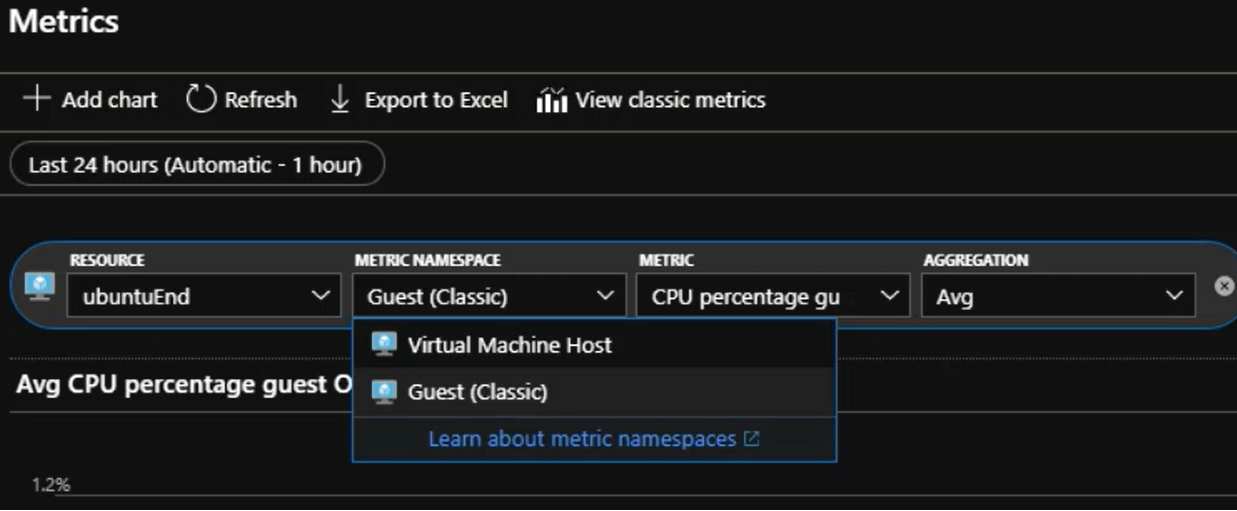 Metrics
Add chart Refresh Export to Excel View classic metrics
Last 24 hours (Automatic - 1 hour)
RESOURCE METRIC NAMESPACE METRIC AGGREGATION
ubuntuEnd Guest (Classic) CPU percentage gu Avg
Virtual Machine Host
Avg CPU percentage guest O Guest (Classic)
Learn about metric namespaces
1.2%